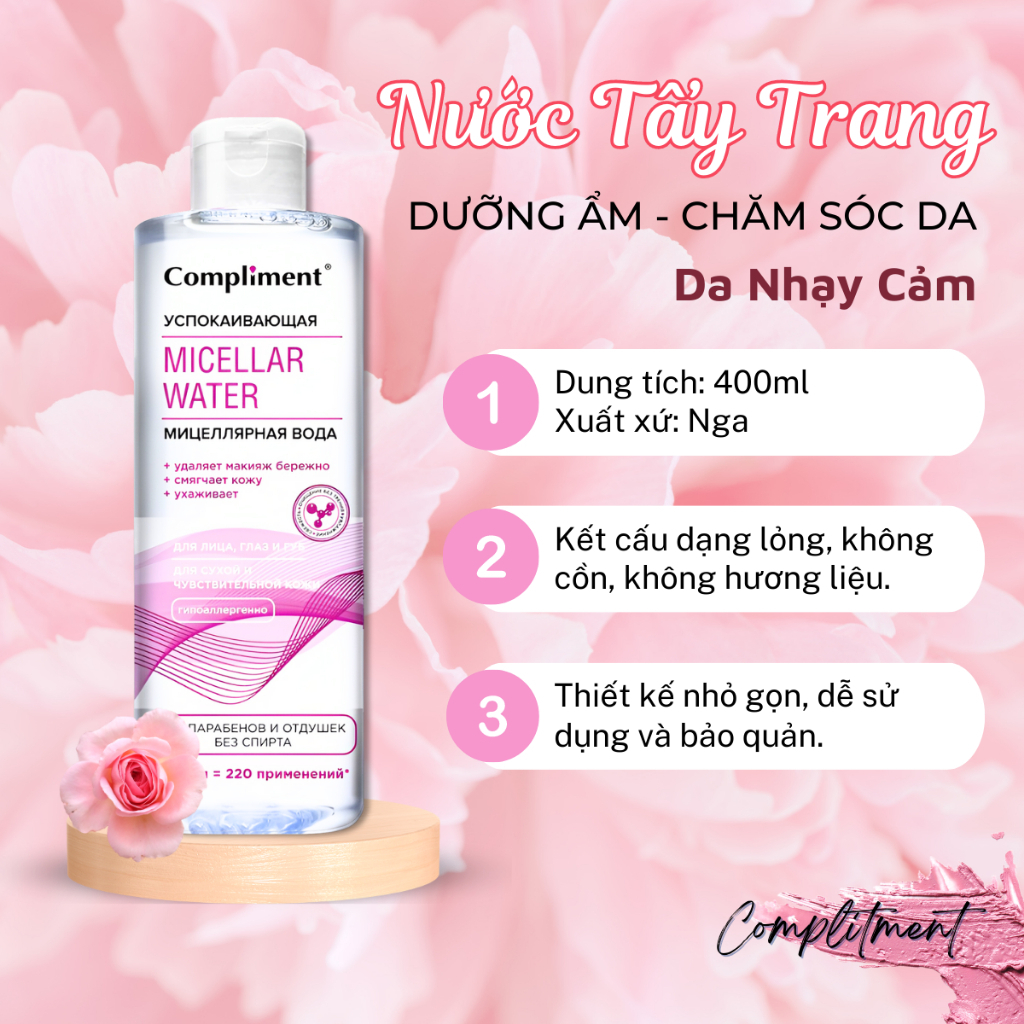 Nước Tẩy Trang
DƯỠNG ẨM - CHĂM SÓC DA
Da Nhạy Cảm
Compliment®
УСПОКАИВАЮЩАЯ
MICELLAR
WATER
МИЦЕЛЛЯРНАЯ ВОДА
+ удаляет макияж бережно
+ смягчает кожу
+ ухаживает
ДЛЯ ЛИЦА, ГЛАЗ И ГУБ
ДЛЯ СУХОЙ И
ЧУВСТВИТЕЛЬНОЙ КОЖИ
гипоаллергенно
ПАРАБЕНОВ И ОТДУШЕК
БЕЗ СПИРТА
= 220 применений*
1
Dung tích: 400ml
Xuất xứ: Nga
2
Kết cấu dạng lỏng, không
cồn, không hương liệu.
3
Thiết kế nhỏ gọn, dễ sử
dụng và bảo quản.
Complitment